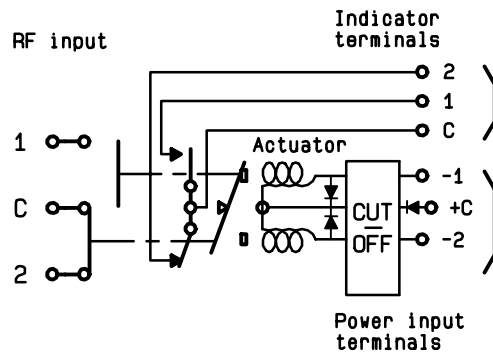 Indicator
terminals
RF input
2
1
C
Actuator
1
C
2
-1
+C
-2
CUT
OFF
Power input
terminals